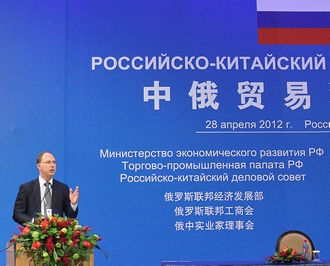 РОССИЙСКО-КИТАЙСКИЙ
中俄贸易
28 апреля 2012 г.
Министерство экономического развития РФ
Торгово-промышленная палата РФ
Российско-китайский деловой совет
俄罗斯联邦经济发展部
俄罗斯联邦工商会
俄中实业家理事会